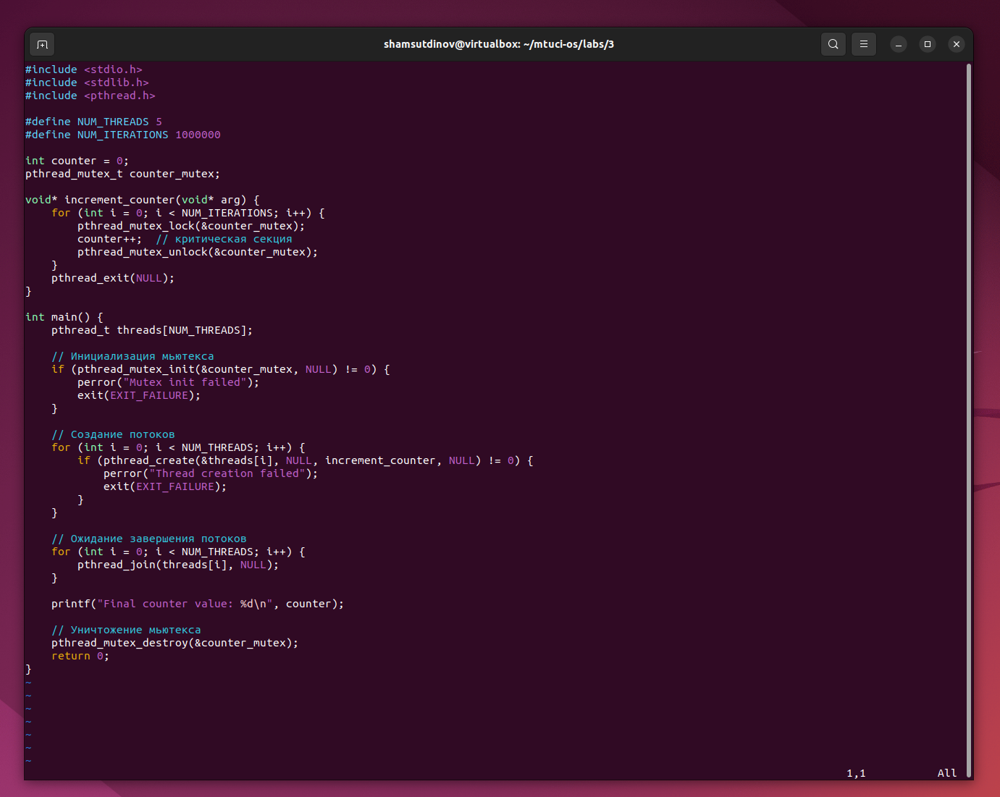 shamsutdinov@virtualbox: ~/mtuci-os/labs/3
#include <stdio.h>
#include <stdlib.h>
#include <pthread.h>

#define NUM_THREADS 5
#define NUM_ITERATIONS 1000000

int counter = 0;
pthread_mutex_t counter_mutex;

void* increment_counter(void* arg) {
    for (int i = 0; i < NUM_ITERATIONS; i++) {
        pthread_mutex_lock(&counter_mutex);
        counter++;  // критическая секция
        pthread_mutex_unlock(&counter_mutex);
    }
    pthread_exit(NULL);
}

int main() {
    pthread_t threads[NUM_THREADS];

    // Инициализация мьютекса
    if (pthread_mutex_init(&counter_mutex, NULL) != 0) {
        perror("Mutex init failed");
        exit(EXIT_FAILURE);
    }

    // Создание потоков
    for (int i = 0; i < NUM_THREADS; i++) {
        if (pthread_create(&threads[i], NULL, increment_counter, NULL) != 0) {
            perror("Thread creation failed");
            exit(EXIT_FAILURE);
        }
    }

    // Ожидание завершения потоков
    for (int i = 0; i < NUM_THREADS; i++) {
        pthread_join(threads[i], NULL);
    }

    printf("Final counter value: %d\n", counter);

    // Уничтожение мьютекса
    pthread_mutex_destroy(&counter_mutex);
    return 0;
}
~
~
~
~
~
~
~
1,1 All